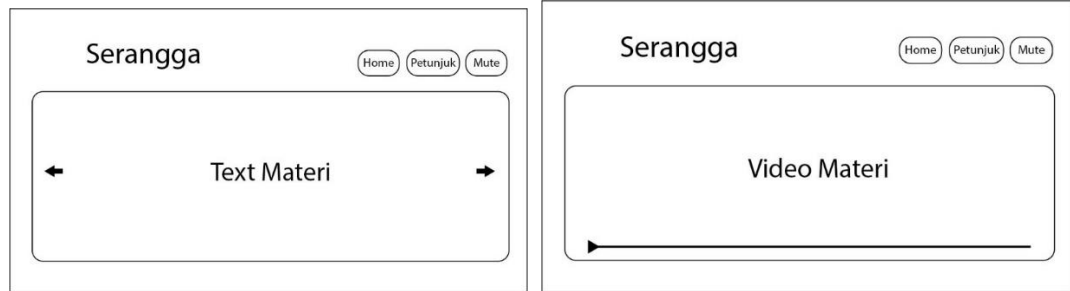 Serangga
Home Petunjuk Mute
Text Materi
Serangga
Home Petunjuk Mute
Video Materi